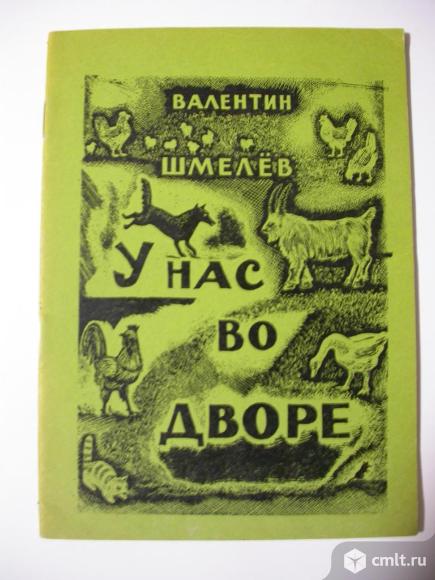 ВАЛЕНТИН
ШМЕЛЁВ
У НАС
ВО
ДВОРЕ
cmlt.ru